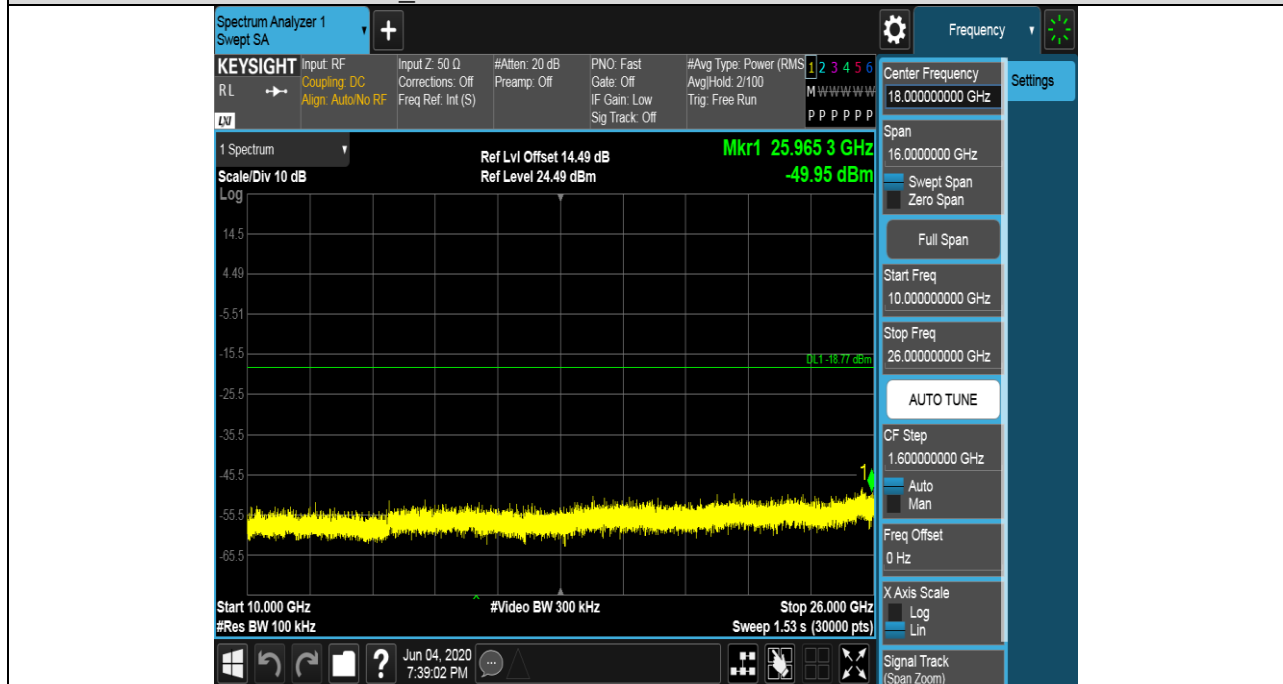 Spectrum Analyzer 1
Swept SA
Frequency
KEYSIGHT
RL
LXI
Input: RF
Coupling: DC
Align: Auto/No RF
Input Z: 50 Ω
Corrections: Off
Freq Ref: Int (S)
#Atten: 20 dB
Preamp: Off
PNO: Fast
Gate: Off
IF Gain: Low
Sig Track: Off
#Avg Type: Power (RMS
Avg|Hold: 2/100
Trig: Free Run
1 2 3 4 5 6
M W W W W W
P P P P P P
1 Spectrum
Scale/Div 10 dB
Ref Lvl Offset 14.49 dB
Ref Level 24.49 dBm
Mkr1 25.965 3 GHz
-49.95 dBm
Log
14.5
4.49
-5.51
-15.5
DL1 -18.77 dBm
-25.5
-35.5
-45.5
1
-55.5
-65.5
Start 10.000 GHz
#Video BW 300 kHz
Stop 26.000 GHz
#Res BW 100 kHz
Sweep 1.53 s (30000 pts)
Jun 04, 2020
7:39:02 PM
Center Frequency
18.000000000 GHz
Settings
Span
16.0000000 GHz
Swept Span
Zero Span
Full Span
Start Freq
10.000000000 GHz
Stop Freq
26.000000000 GHz
AUTO TUNE
CF Step
1.600000000 GHz
Auto
Man
Freq Offset
0 Hz
X Axis Scale
Log
Lin
Signal Track
(Span Zoom)